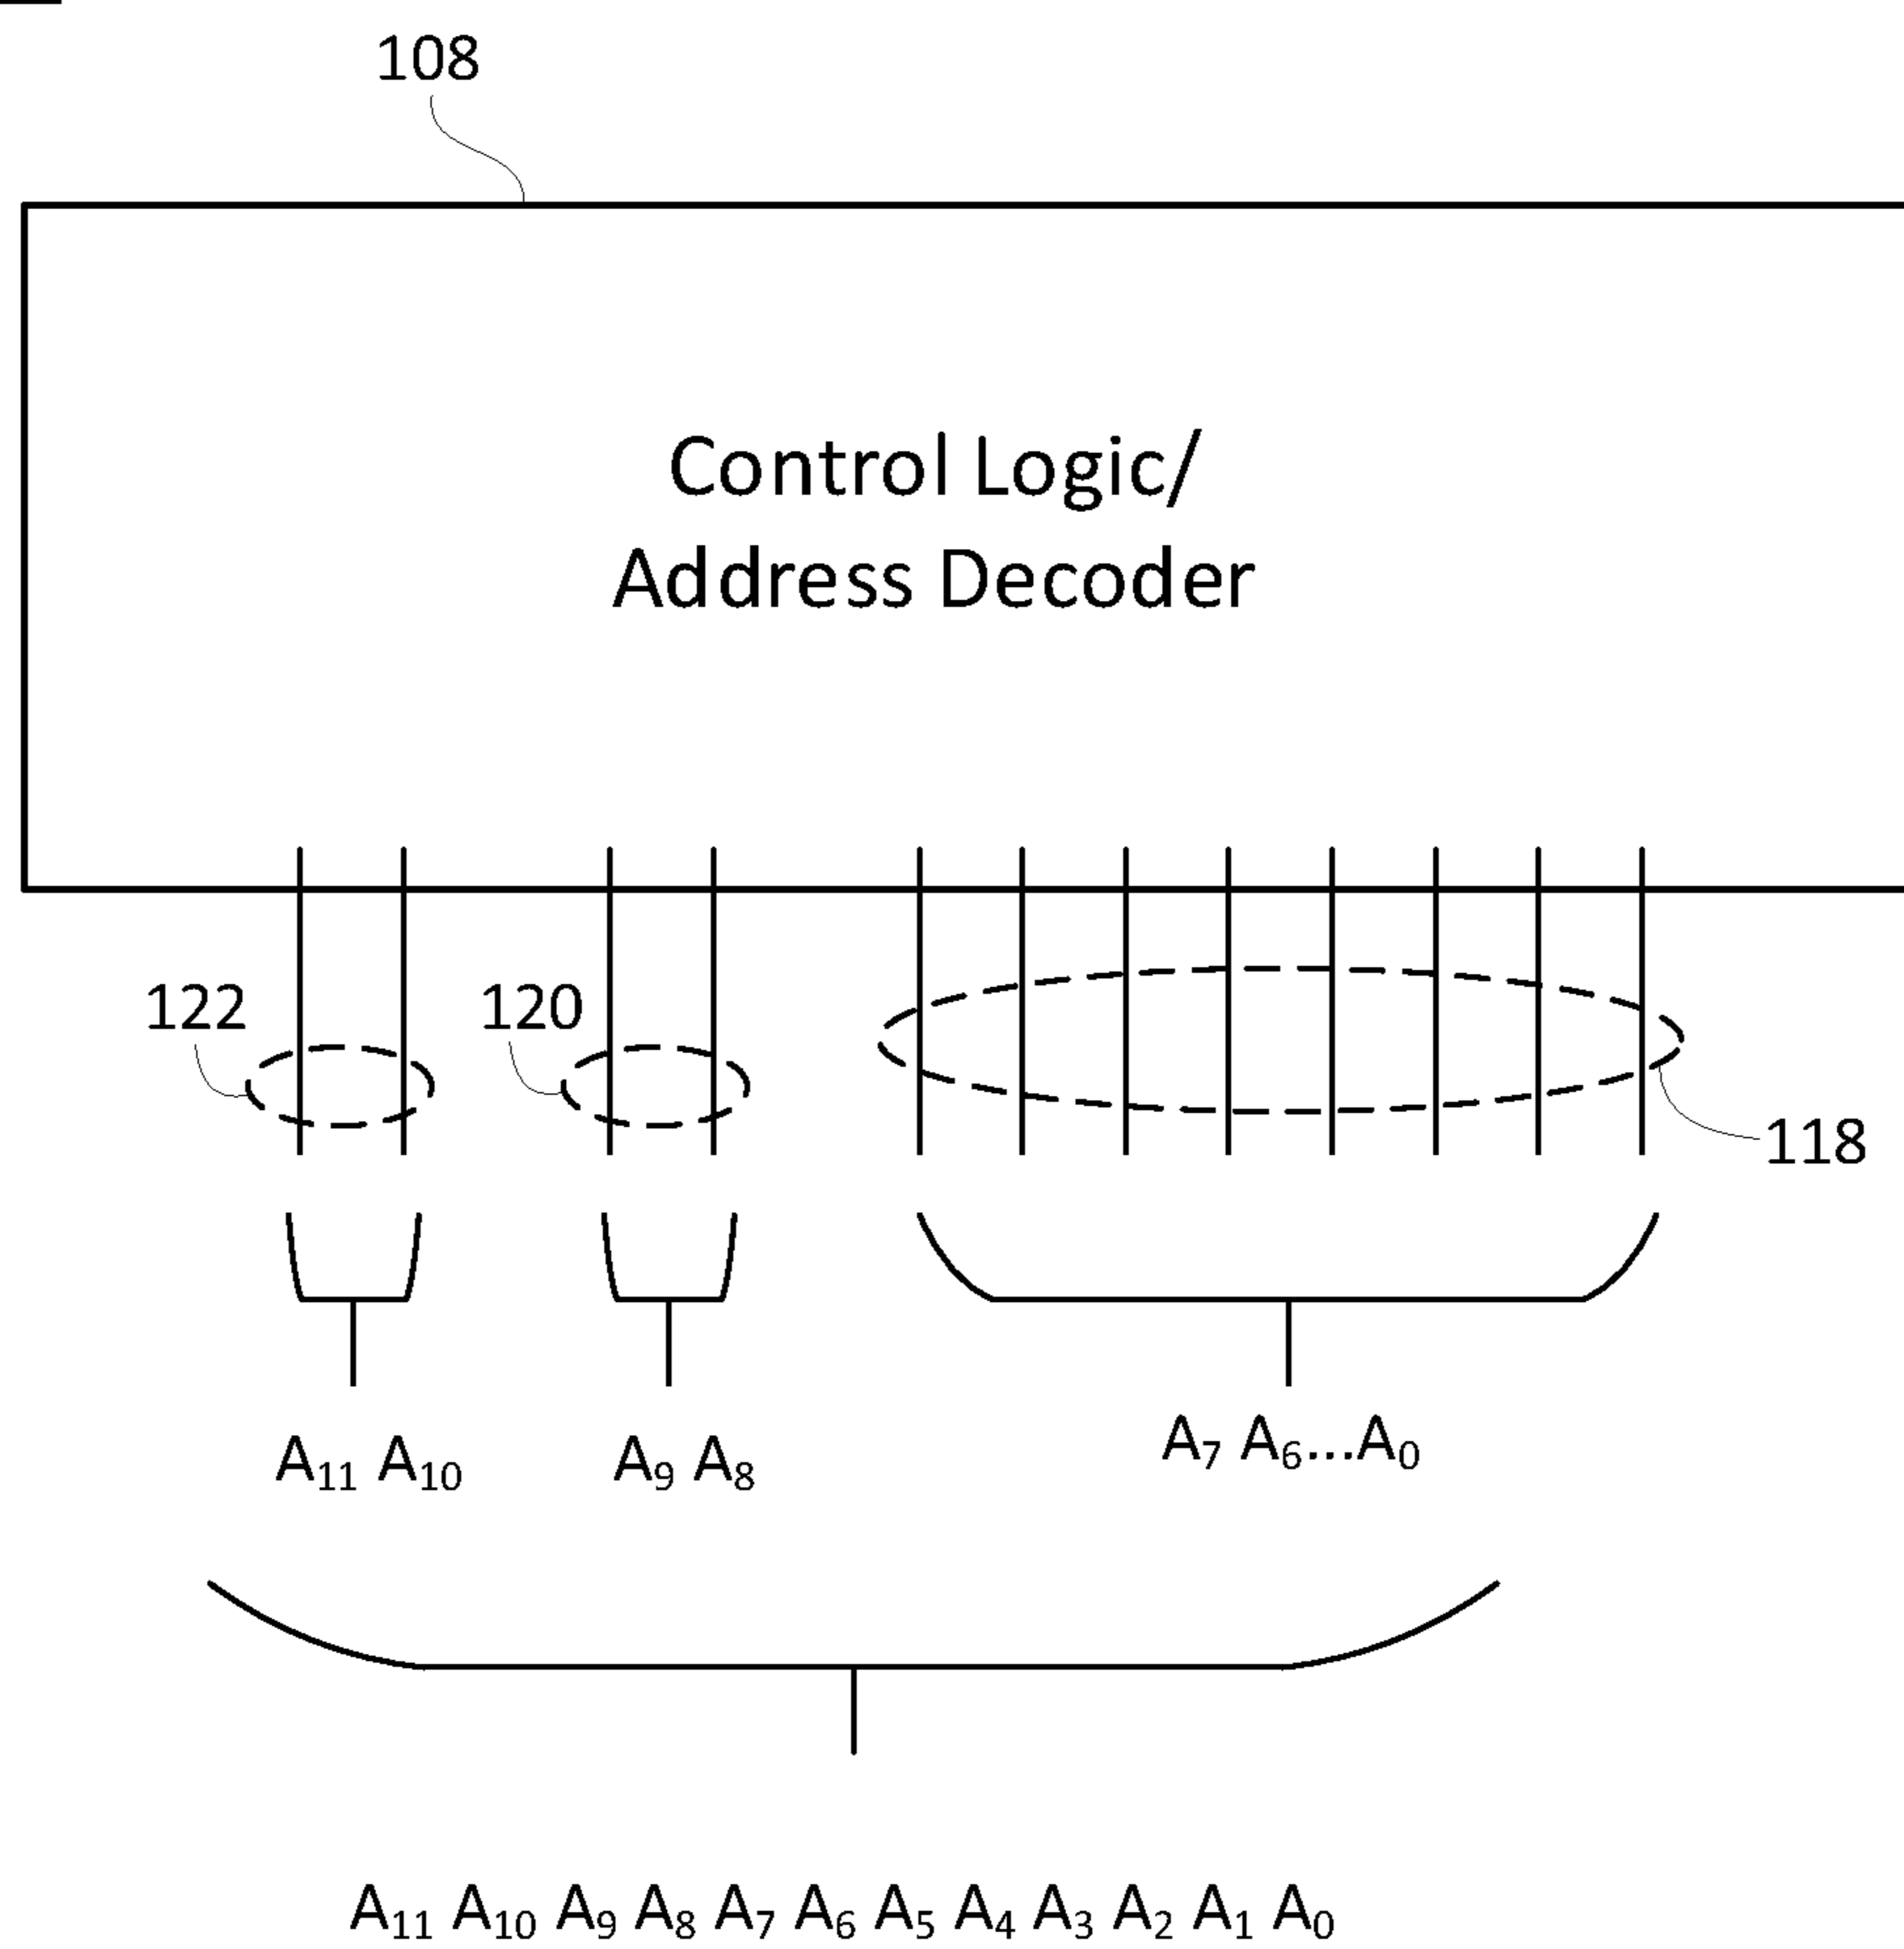 108
Control Logic/
Address Decoder
122
120
118
A₁₁ A₁₀
A₉ A₈
A₇ A₆...A₀
A₁₁ A₁₀ A₉ A₈ A₇ A₆ A₅ A₄ A₃ A₂ A₁ A₀